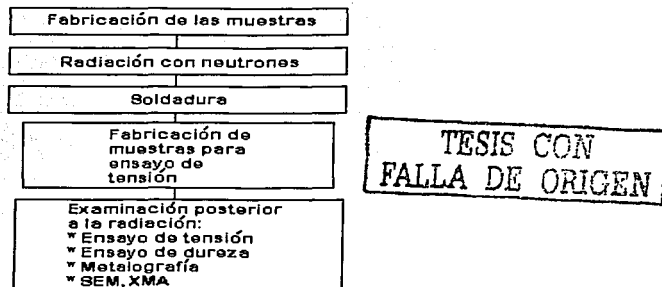 Fabricación de las muestras
Radiación con neutrones
Soldadura
Fabricación de
muestras para
ensayo de
tensión
Examinación posterior
a la radiación:
* Ensayo de tensión
* Ensayo de dureza
* Metalografía
* SEM, XMA
TESIS CON
FALLA DE ORIGEN